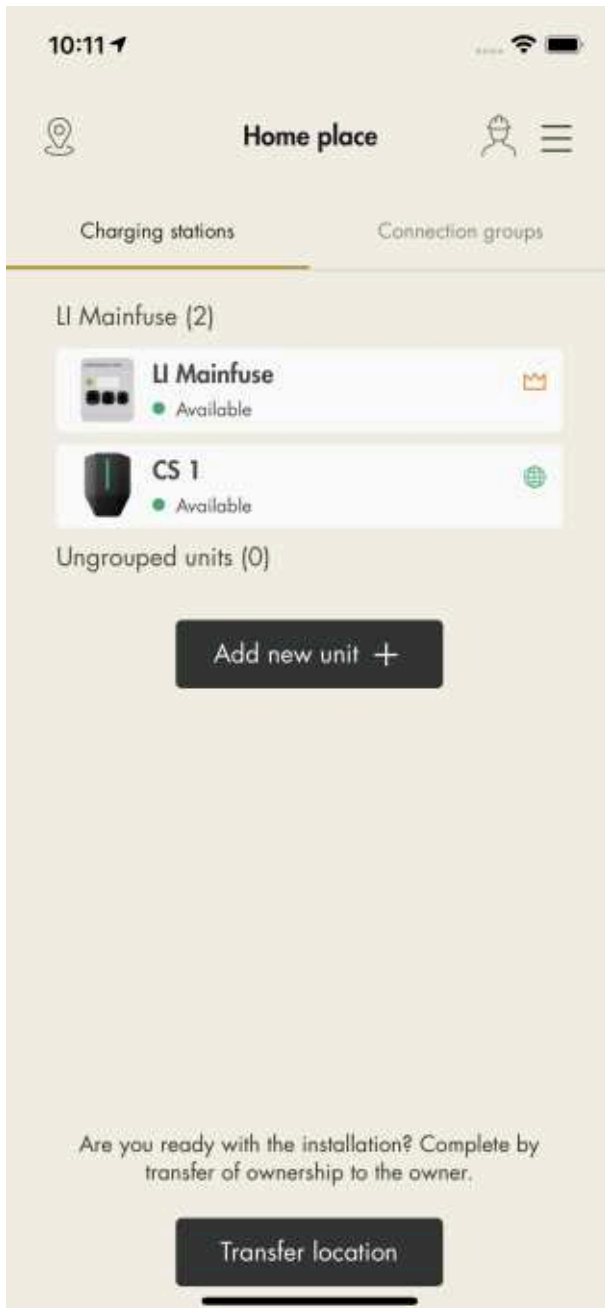 10:11
Home place
Charging stations
Connection groups
LI Mainfuse (2)
LI Mainfuse
Available
CS 1
Available
Ungrouped units (0)
Add new unit +
Are you ready with the installation? Complete by
transfer of ownership to the owner.
Transfer location